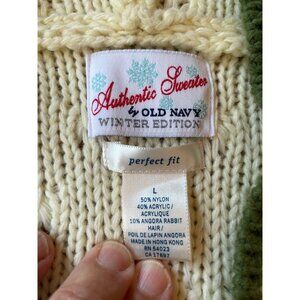 Authentic Sweater
by OLD NAVY
WINTER EDITION
perfect fit
L
50% NYLON
40% ACRYLIC /
ACRYLIQUE
10% ANGORA RABBIT
HAIR /
POIL DE LAPIN ANGORA
MADE IN HONG KONG
RN 54023
CA 17897